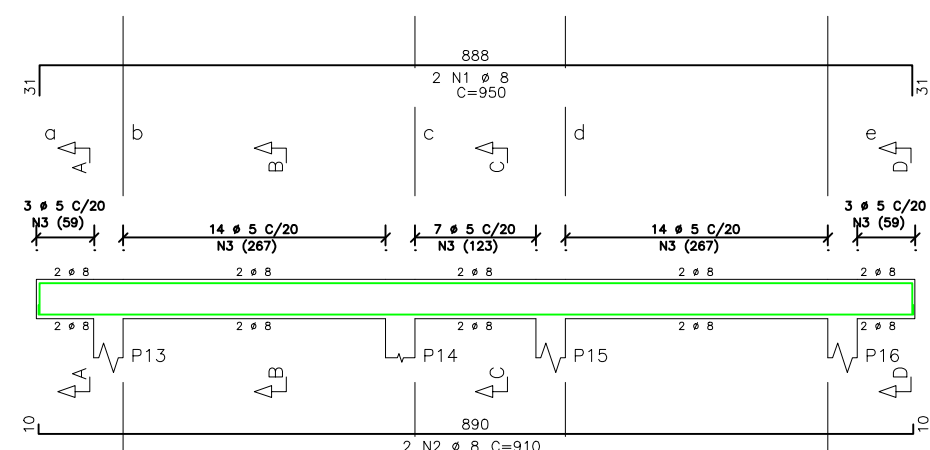 888
31
31
2 N1 ø 8
C=950
a
b
c
d
e
A
B
C
D
3 ø 5 C/20
N3 (59)
14 ø 5 C/20
N3 (267)
7 ø 5 C/20
N3 (123)
14 ø 5 C/20
N3 (267)
3 ø 5 C/20
N3 (59)
2 ø 8
2 ø 8
2 ø 8
2 ø 8
2 ø 8
2 ø 8
2 ø 8
2 ø 8
2 ø 8
2 ø 8
P13
P14
P15
P16
A
B
C
D
10
890
10
2 N2 ø 8 C=910